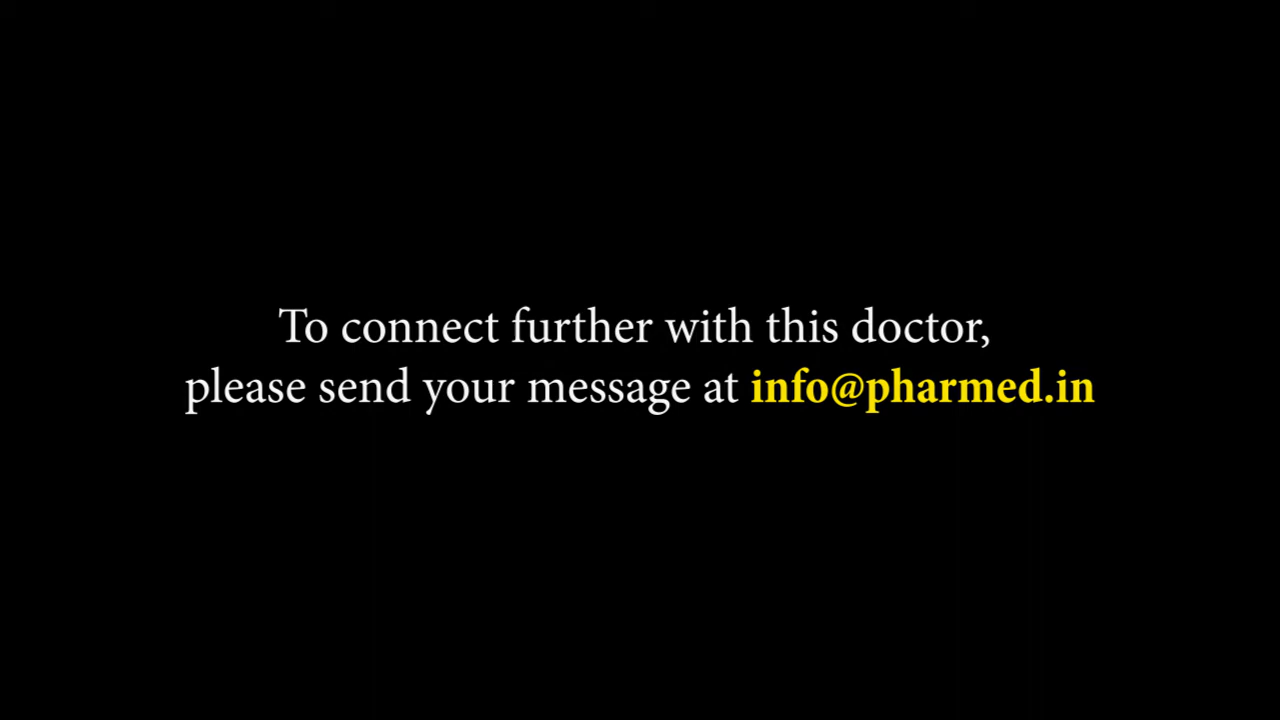 To connect further with this doctor,
please send your message at info@pharmed.in